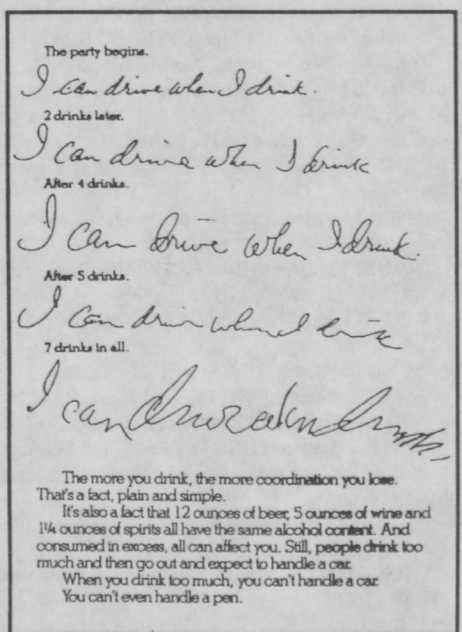 The party begins.
I can drive when I drink.
2 drinks later.
I can drive when I drink
After 4 drinks.
I can drive when I drink.
After 5 drinks.
I can driv when I drink
7 drinks in all.
I can
The more you drink, the more coordination you lose.
That's a fact, plain and simple.
It's also a fact that 12 ounces of beer, 5 ounces of wine and
1¼ ounces of spirits all have the same alcohol content. And
consumed in excess, all can affect you. Still, people drink too
much and then go out and expect to handle a car.
When you drink too much, you can't handle a car.
You can't even handle a pen.